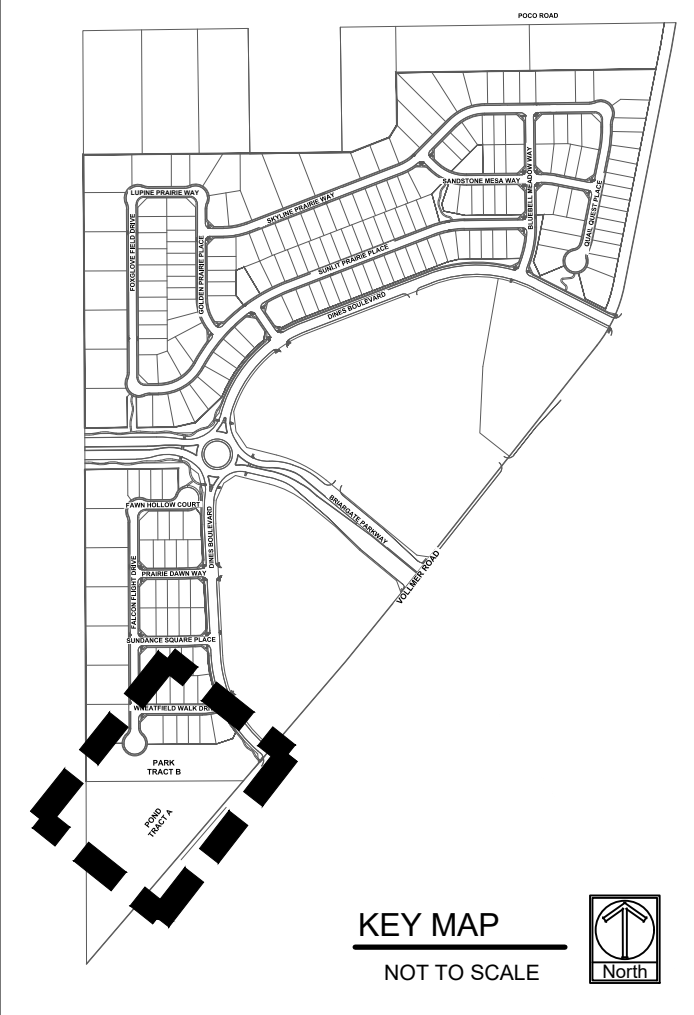 POCO ROAD
BLUEBELL MEADOW WAY
SANDSTONE MESA WAY
QUAIL QUEST PLACE
LUPINE PRAIRIE WAY
SKYLINE PRAIRIE WAY
FOXGLOVE FIELD DRIVE
GOLDEN PRAIRIE PLACE
SUNLIT PRAIRIE PLACE
DINES BOULEVARD
BRIARGATE PARKWAY
FAWN HOLLOW COURT
DINES BOULEVARD
VOLLMER ROAD
PRAIRIE DAWN WAY
FALCON FLIGHT DRIVE
SUNDANCE SQUARE PLACE
WHEATFIELD WALK DRI
PARK
TRACT B
POND
TRACT A
KEY MAP
NOT TO SCALE
North